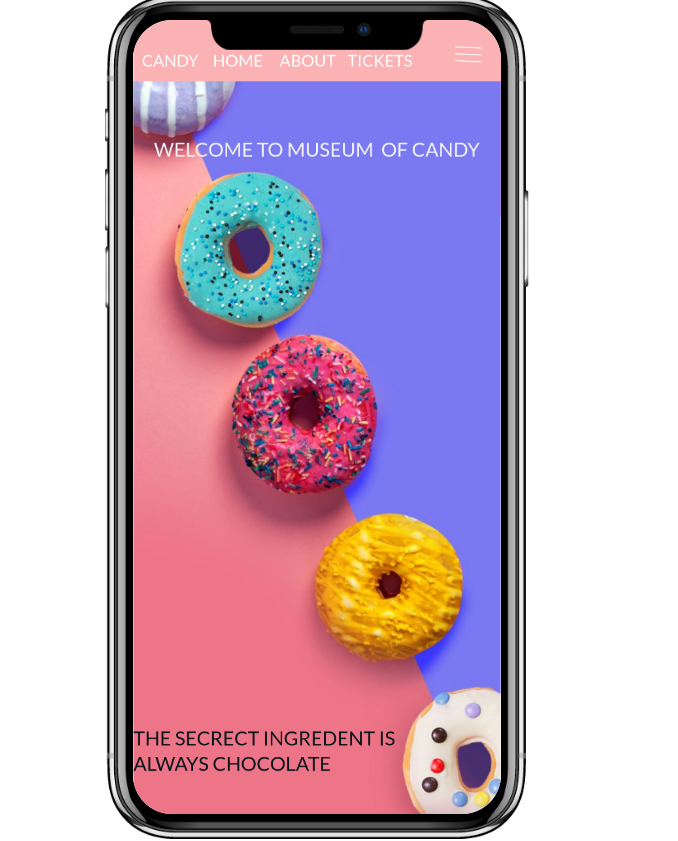 CANDY HOME ABOUT TICKETS
WELCOME TO MUSEUM OF CANDY
THE SECRECT INGREDENT IS
ALWAYS CHOCOLATE